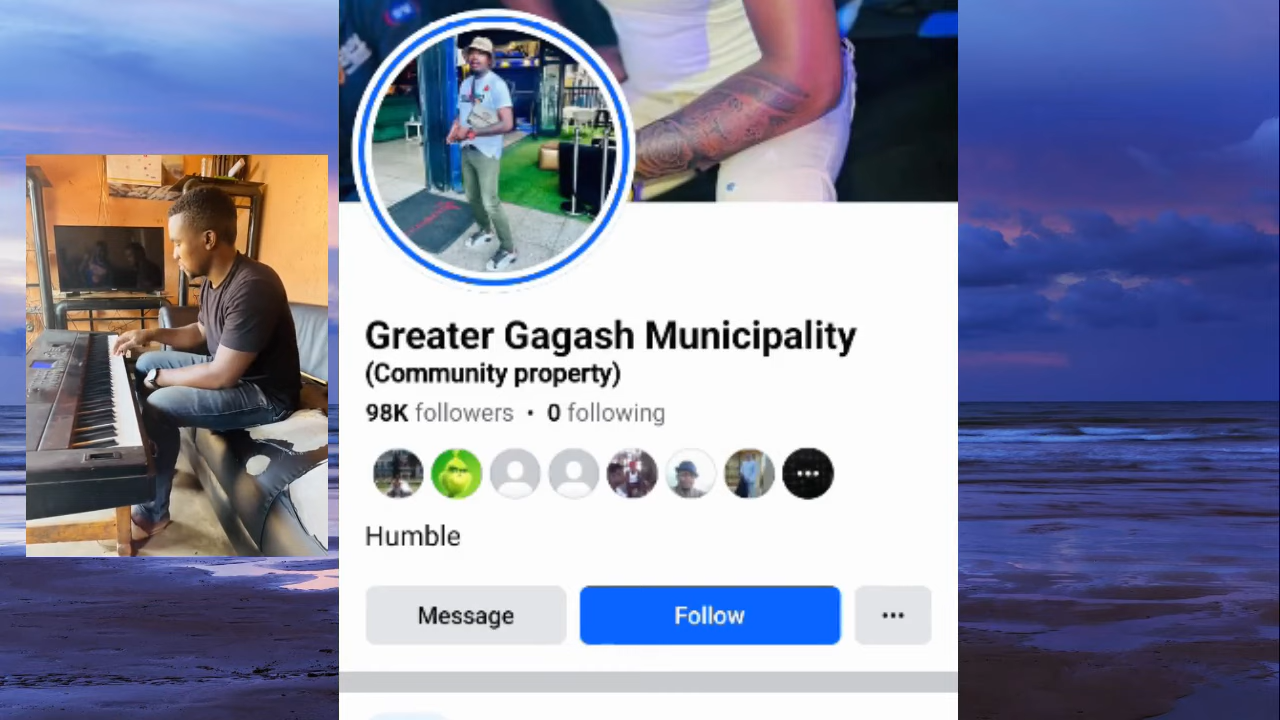 Greater Gagash Municipality
(Community property)
98K followers • 0 following
Humble
Message
Follow